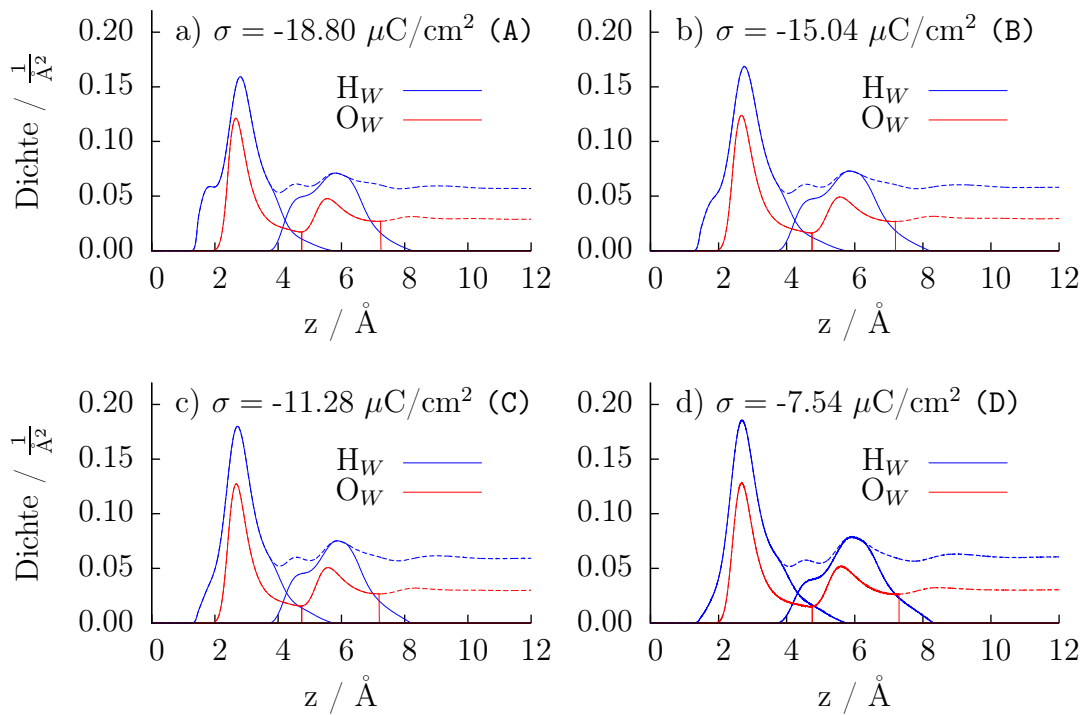 a) σ = -18.80 μC/cm² (A)
H_W
O_W
Dichte / 1/Å²
0.20
0.15
0.10
0.05
0.00
0 2 4 6 8 10 12
z / Å
b) σ = -15.04 μC/cm² (B)
H_W
O_W
0.20
0.15
0.10
0.05
0.00
0 2 4 6 8 10 12
z / Å
c) σ = -11.28 μC/cm² (C)
H_W
O_W
Dichte / 1/Å²
0.20
0.15
0.10
0.05
0.00
0 2 4 6 8 10 12
z / Å
d) σ = -7.54 μC/cm² (D)
H_W
O_W
0.20
0.15
0.10
0.05
0.00
0 2 4 6 8 10 12
z / Å